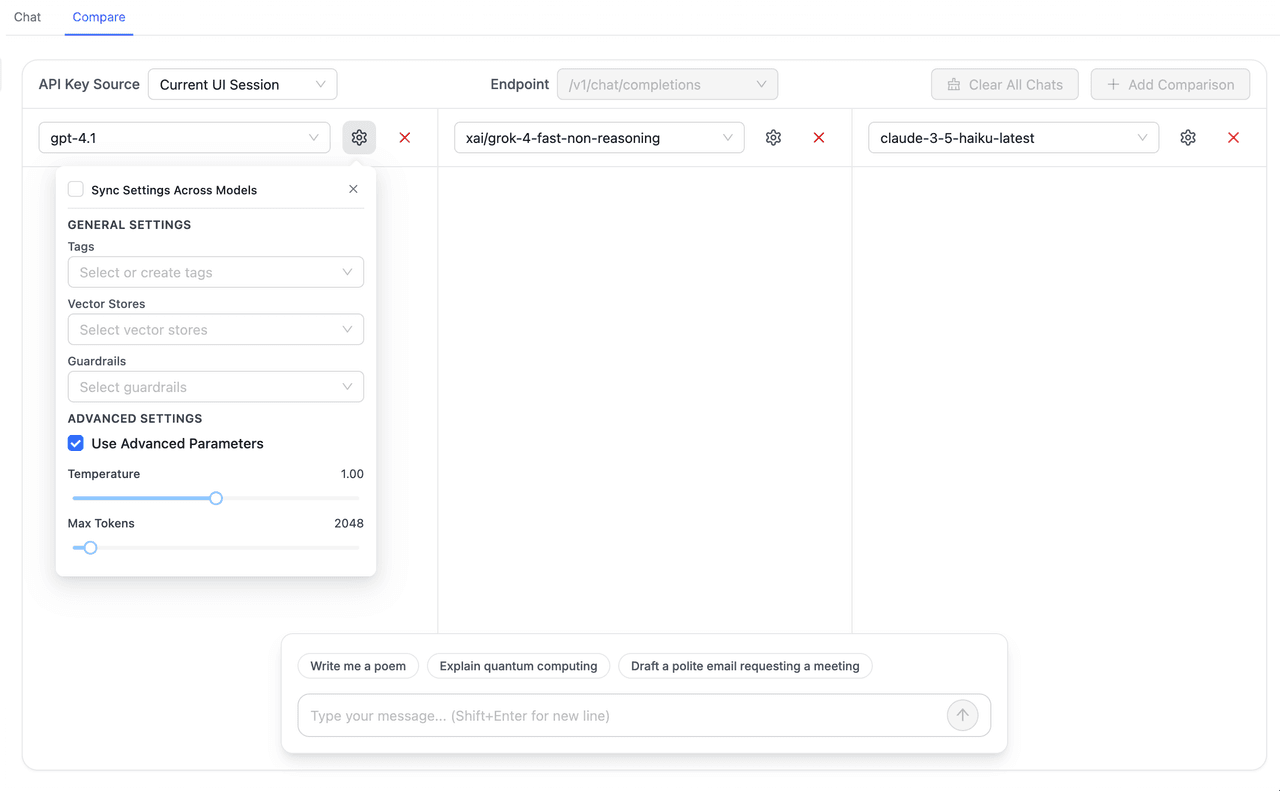 Chat Compare
API Key Source Current UI Session Endpoint /v1/chat/completions Clear All Chats Add Comparison
gpt-4.1 xai/grok-4-fast-non-reasoning claude-3-5-haiku-latest
Sync Settings Across Models
GENERAL SETTINGS
Tags
Select or create tags
Vector Stores
Select vector stores
Guardrails
Select guardrails
ADVANCED SETTINGS
Use Advanced Parameters
Temperature 1.00
Max Tokens 2048
Write me a poem Explain quantum computing Draft a polite email requesting a meeting
Type your message... (Shift+Enter for new line)